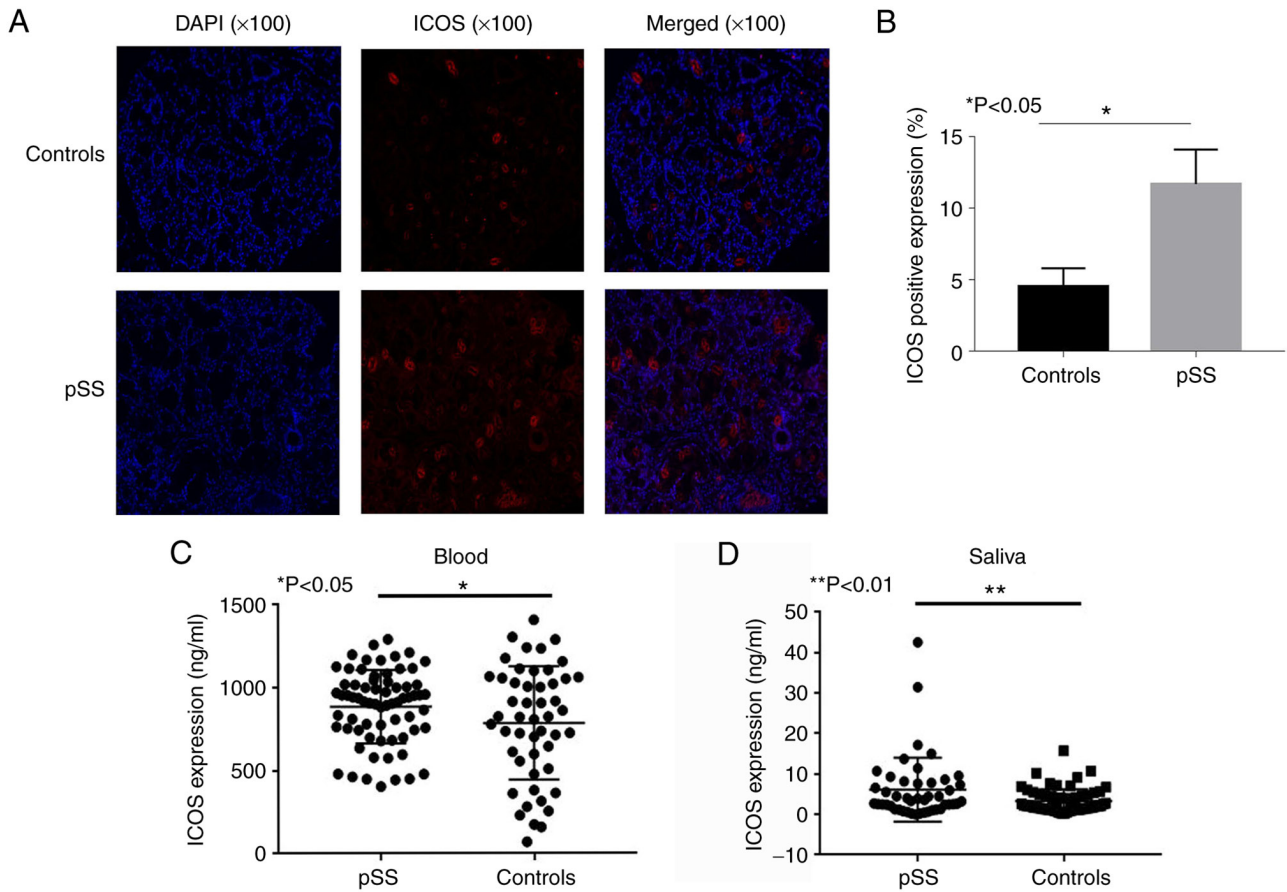 A
DAPI (×100)
ICOS (×100)
Merged (×100)
Controls
pSS
B
*P<0.05
*
ICOS positive expression (%)
15
10
5
0
Controls
pSS
C
Blood
*P<0.05
*
ICOS expression (ng/ml)
1500
1000
500
0
pSS
Controls
D
Saliva
**P<0.01
**
ICOS expression (ng/ml)
50
40
30
20
10
0
−10
pSS
Controls